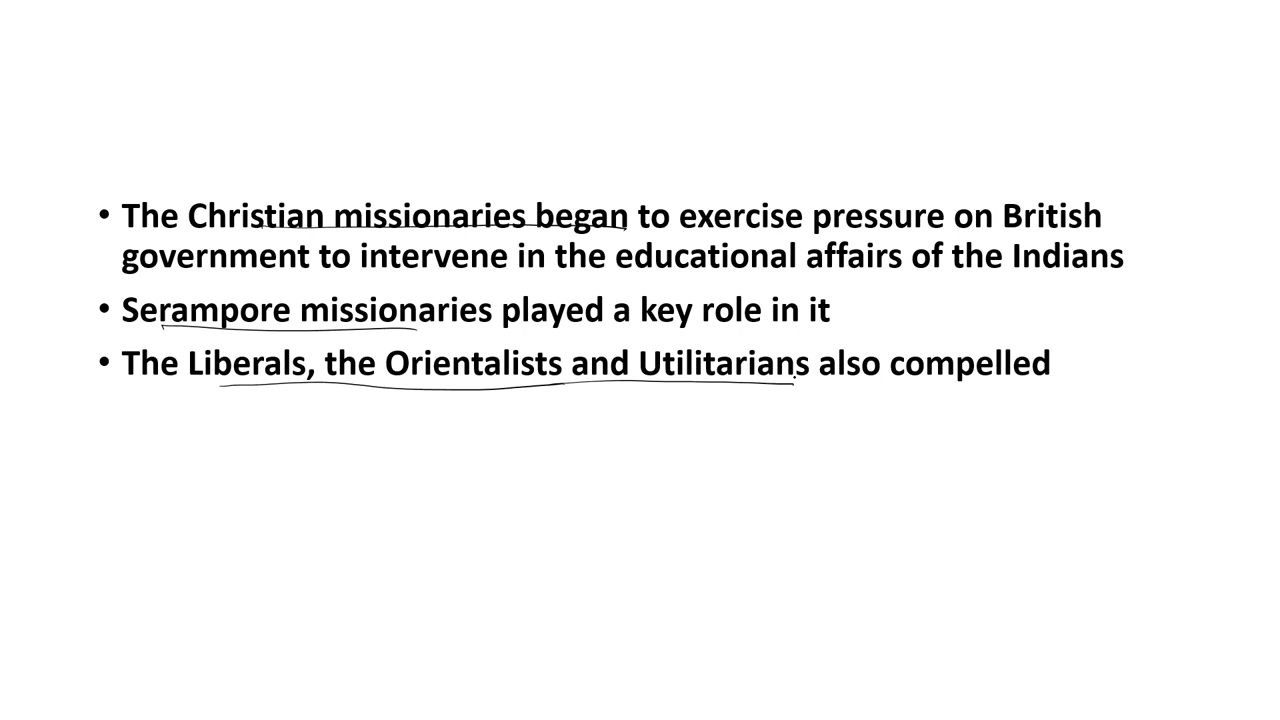 • The Christian missionaries began to exercise pressure on British
government to intervene in the educational affairs of the Indians
• Serampore missionaries played a key role in it
• The Liberals, the Orientalists and Utilitarians also compelled